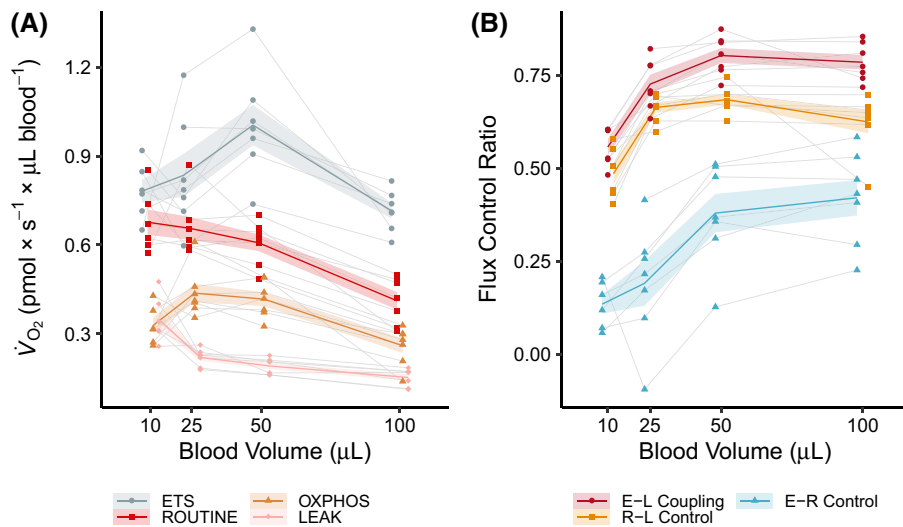 (A)
V̇O₂ (pmol × s⁻¹ × μL blood⁻¹)
1.2
0.9
0.6
0.3
10 25 50 100
Blood Volume (μL)
ETS OXPHOS
ROUTINE LEAK
(B)
Flux Control Ratio
0.75
0.50
0.25
0.00
10 25 50 100
Blood Volume (μL)
E−L Coupling E−R Control
R−L Control